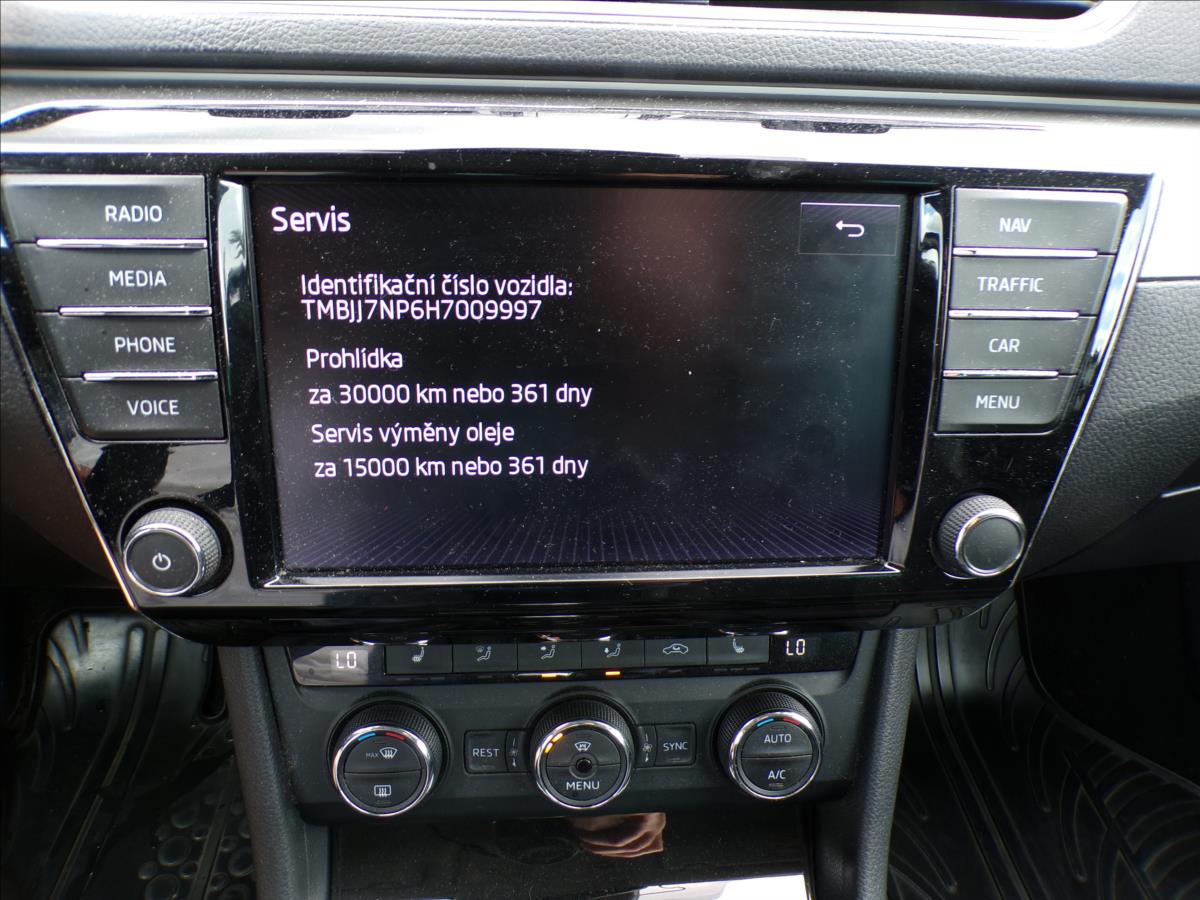 RADIO
MEDIA
PHONE
VOICE
Servis
Identifikační číslo vozidla:
TMBJJ7NP6H7009997
Prohlídka
za 30000 km nebo 361 dny
Servis výměny oleje
za 15000 km nebo 361 dny
NAV
TRAFFIC
CAR
MENU
LO
LO
MAX
REST
MENU
SYNC
AUTO
A/C